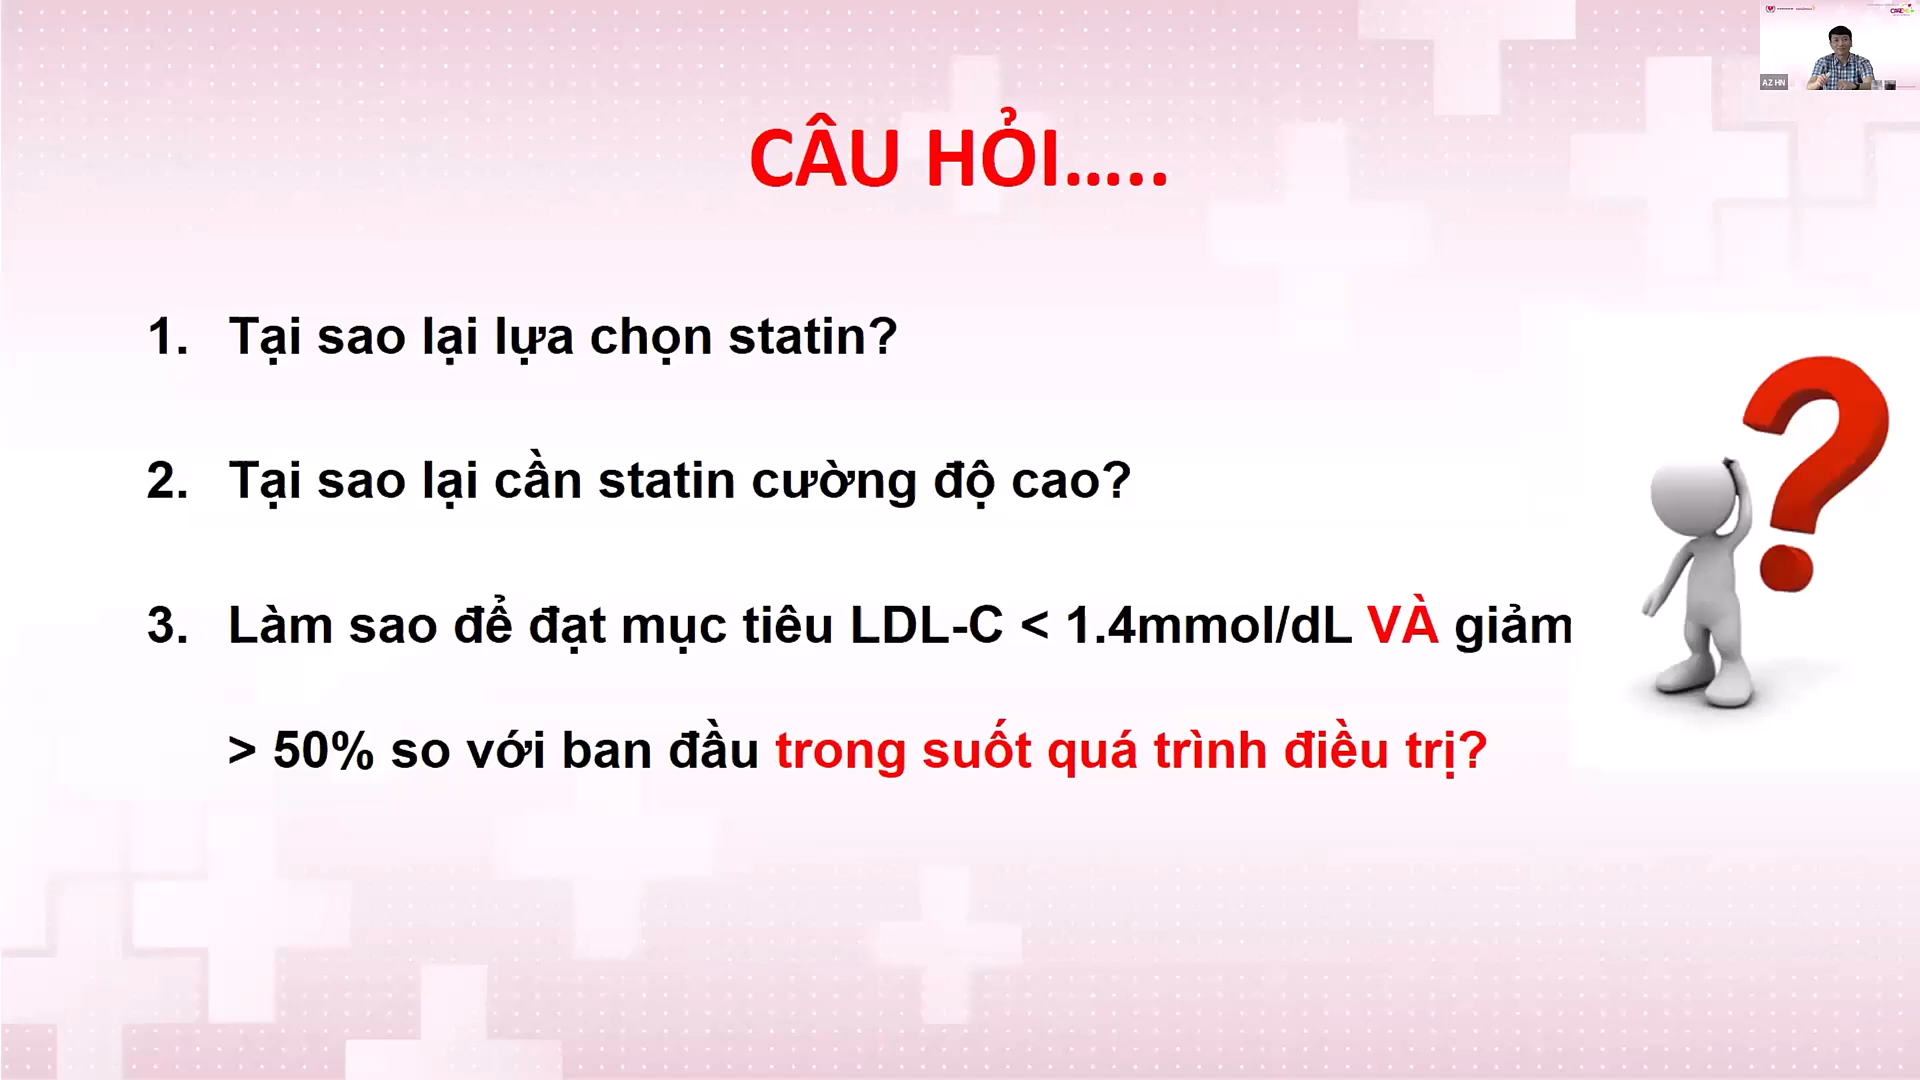 CÂU HỎI.....
1. Tại sao lại lựa chọn statin?
2. Tại sao lại cần statin cường độ cao?
3. Làm sao để đạt mục tiêu LDL-C < 1.4mmol/dL VÀ giảm
> 50% so với ban đầu trong suốt quá trình điều trị?
AZ HN